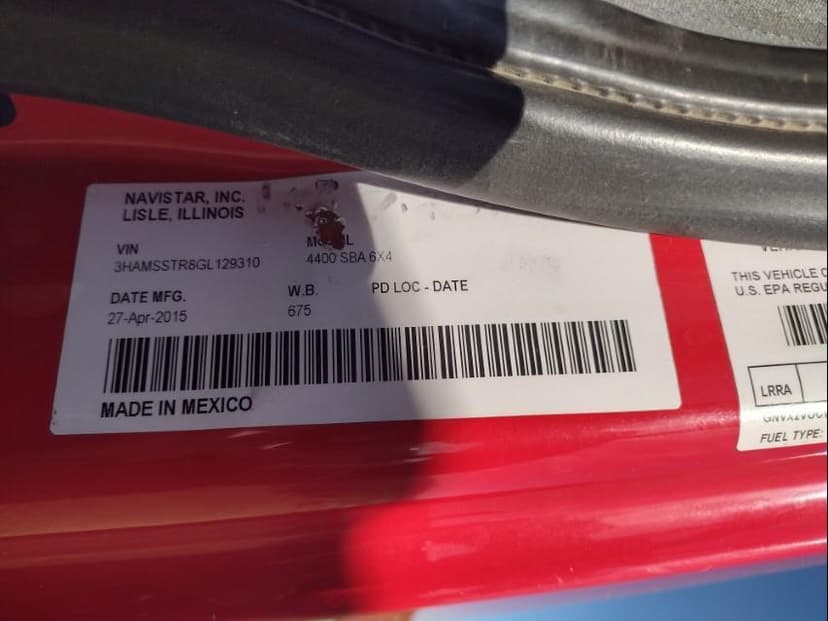 NAVISTAR, INC.
LISLE, ILLINOIS
VIN
3HAMSSTR8GL129310
4400 SBA 6X4
DATE MFG.
27-Apr-2015
W.B.
675
PD LOC - DATE
MADE IN MEXICO
THIS VEHICLE
U.S. EPA REGU
LRRA
FUEL TYPE: